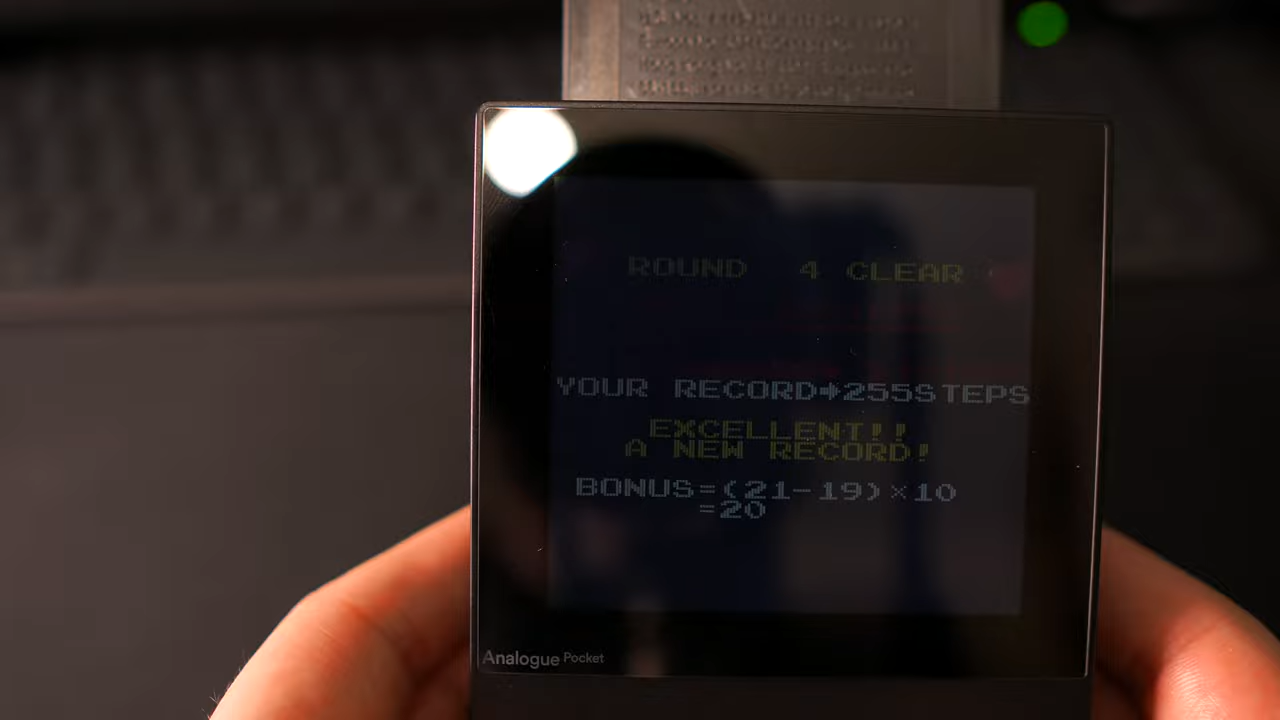 ROUND 4 CLEAR
YOUR RECORD→255STEPS
EXCELLENT!!
A NEW RECORD!
BONUS=(21-19)×10
=20
Analogue Pocket